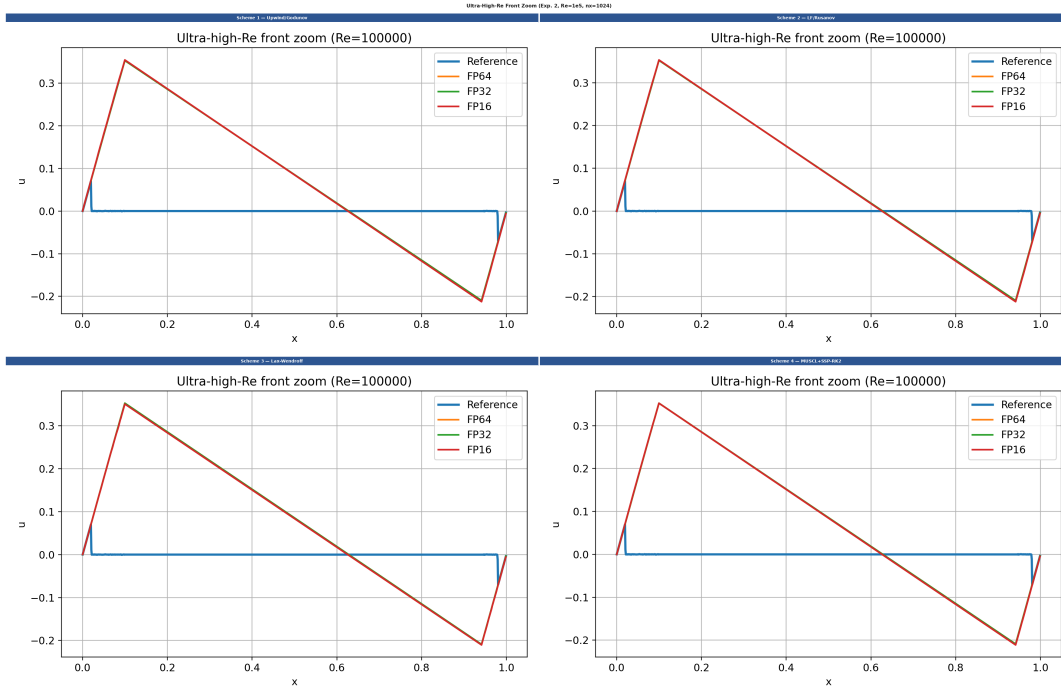 Ultra-High-Re Front Zoom (Exp. 2, Re=1e5, nx=1024)
Scheme 1 — Upwind/Godunov
Ultra-high-Re front zoom (Re=100000)
0.3
0.2
0.1
0.0
−0.1
−0.2
u
Reference
FP64
FP32
FP16
0.0 0.2 0.4 0.6 0.8 1.0
x
Scheme 2 — LF/Rusanov
Ultra-high-Re front zoom (Re=100000)
0.3
0.2
0.1
0.0
−0.1
−0.2
u
Reference
FP64
FP32
FP16
0.0 0.2 0.4 0.6 0.8 1.0
x
Scheme 3 — Lax-Wendroff
Ultra-high-Re front zoom (Re=100000)
0.3
0.2
0.1
0.0
−0.1
−0.2
u
Reference
FP64
FP32
FP16
0.0 0.2 0.4 0.6 0.8 1.0
x
Scheme 4 — MUSCL+SSP-RK2
Ultra-high-Re front zoom (Re=100000)
0.3
0.2
0.1
0.0
−0.1
−0.2
u
Reference
FP64
FP32
FP16
0.0 0.2 0.4 0.6 0.8 1.0
x